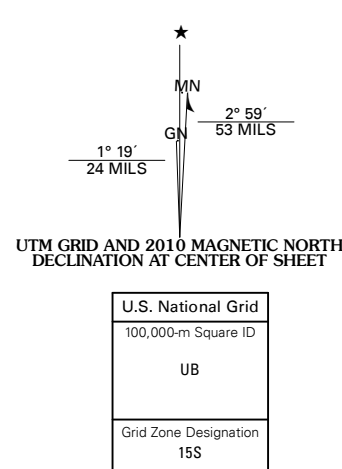 ★
MN
GN
2° 59´
53 MILS
1° 19´
24 MILS
UTM GRID AND 2010 MAGNETIC NORTH
DECLINATION AT CENTER OF SHEET
U.S. National Grid
100,000-m Square ID
UB
Grid Zone Designation
15S